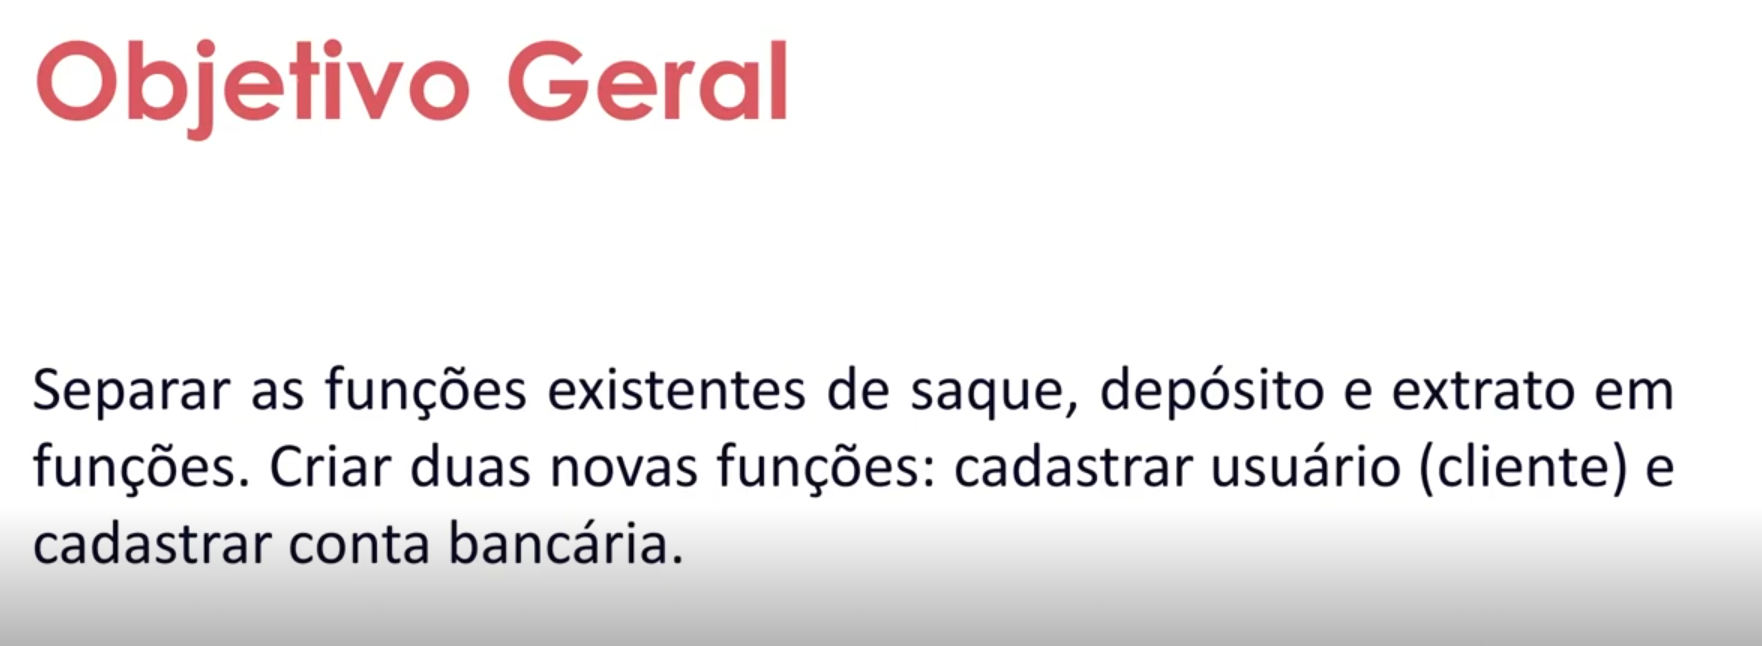 Objetivo Geral
Separar as funções existentes de saque, depósito e extrato em
funções. Criar duas novas funções: cadastrar usuário (cliente) e
cadastrar conta bancária.